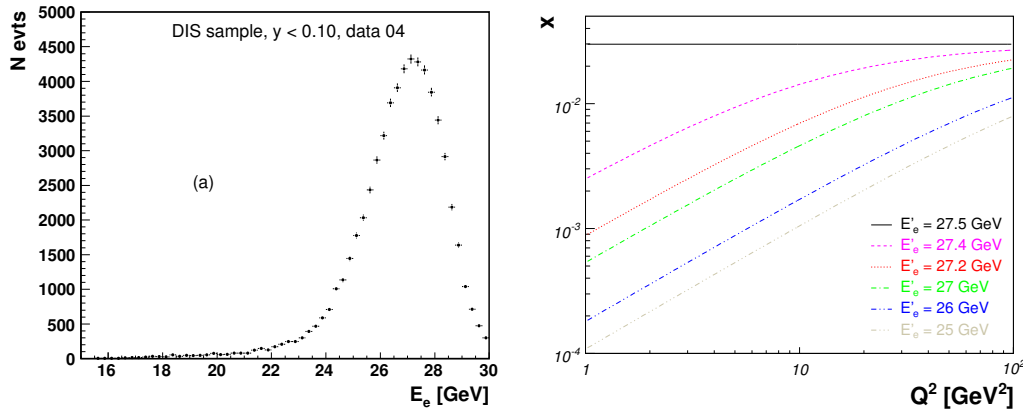 DIS sample, y < 0.10, data 04
N evts
5000
4500
4000
3500
3000
2500
2000
1500
1000
500
0
(a)
16 18 20 22 24 26 28 30
E_e [GeV]
x
10^-2
10^-3
10^-4
E'_e = 27.5 GeV
E'_e = 27.4 GeV
E'_e = 27.2 GeV
E'_e = 27 GeV
E'_e = 26 GeV
E'_e = 25 GeV
1 10 10^2
Q^2 [GeV^2]